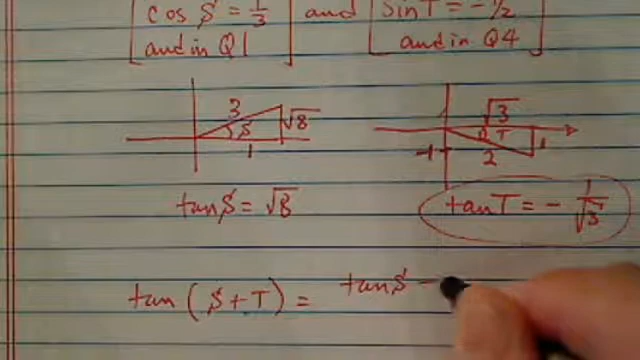 cos S = 1/3 and sin T = -1/2
and in Q1 and in Q4
3 √8 S 1
√3 T 1 -1 2
tan S = √8 tan T = - 1/√3
tan (S + T) = tan S -